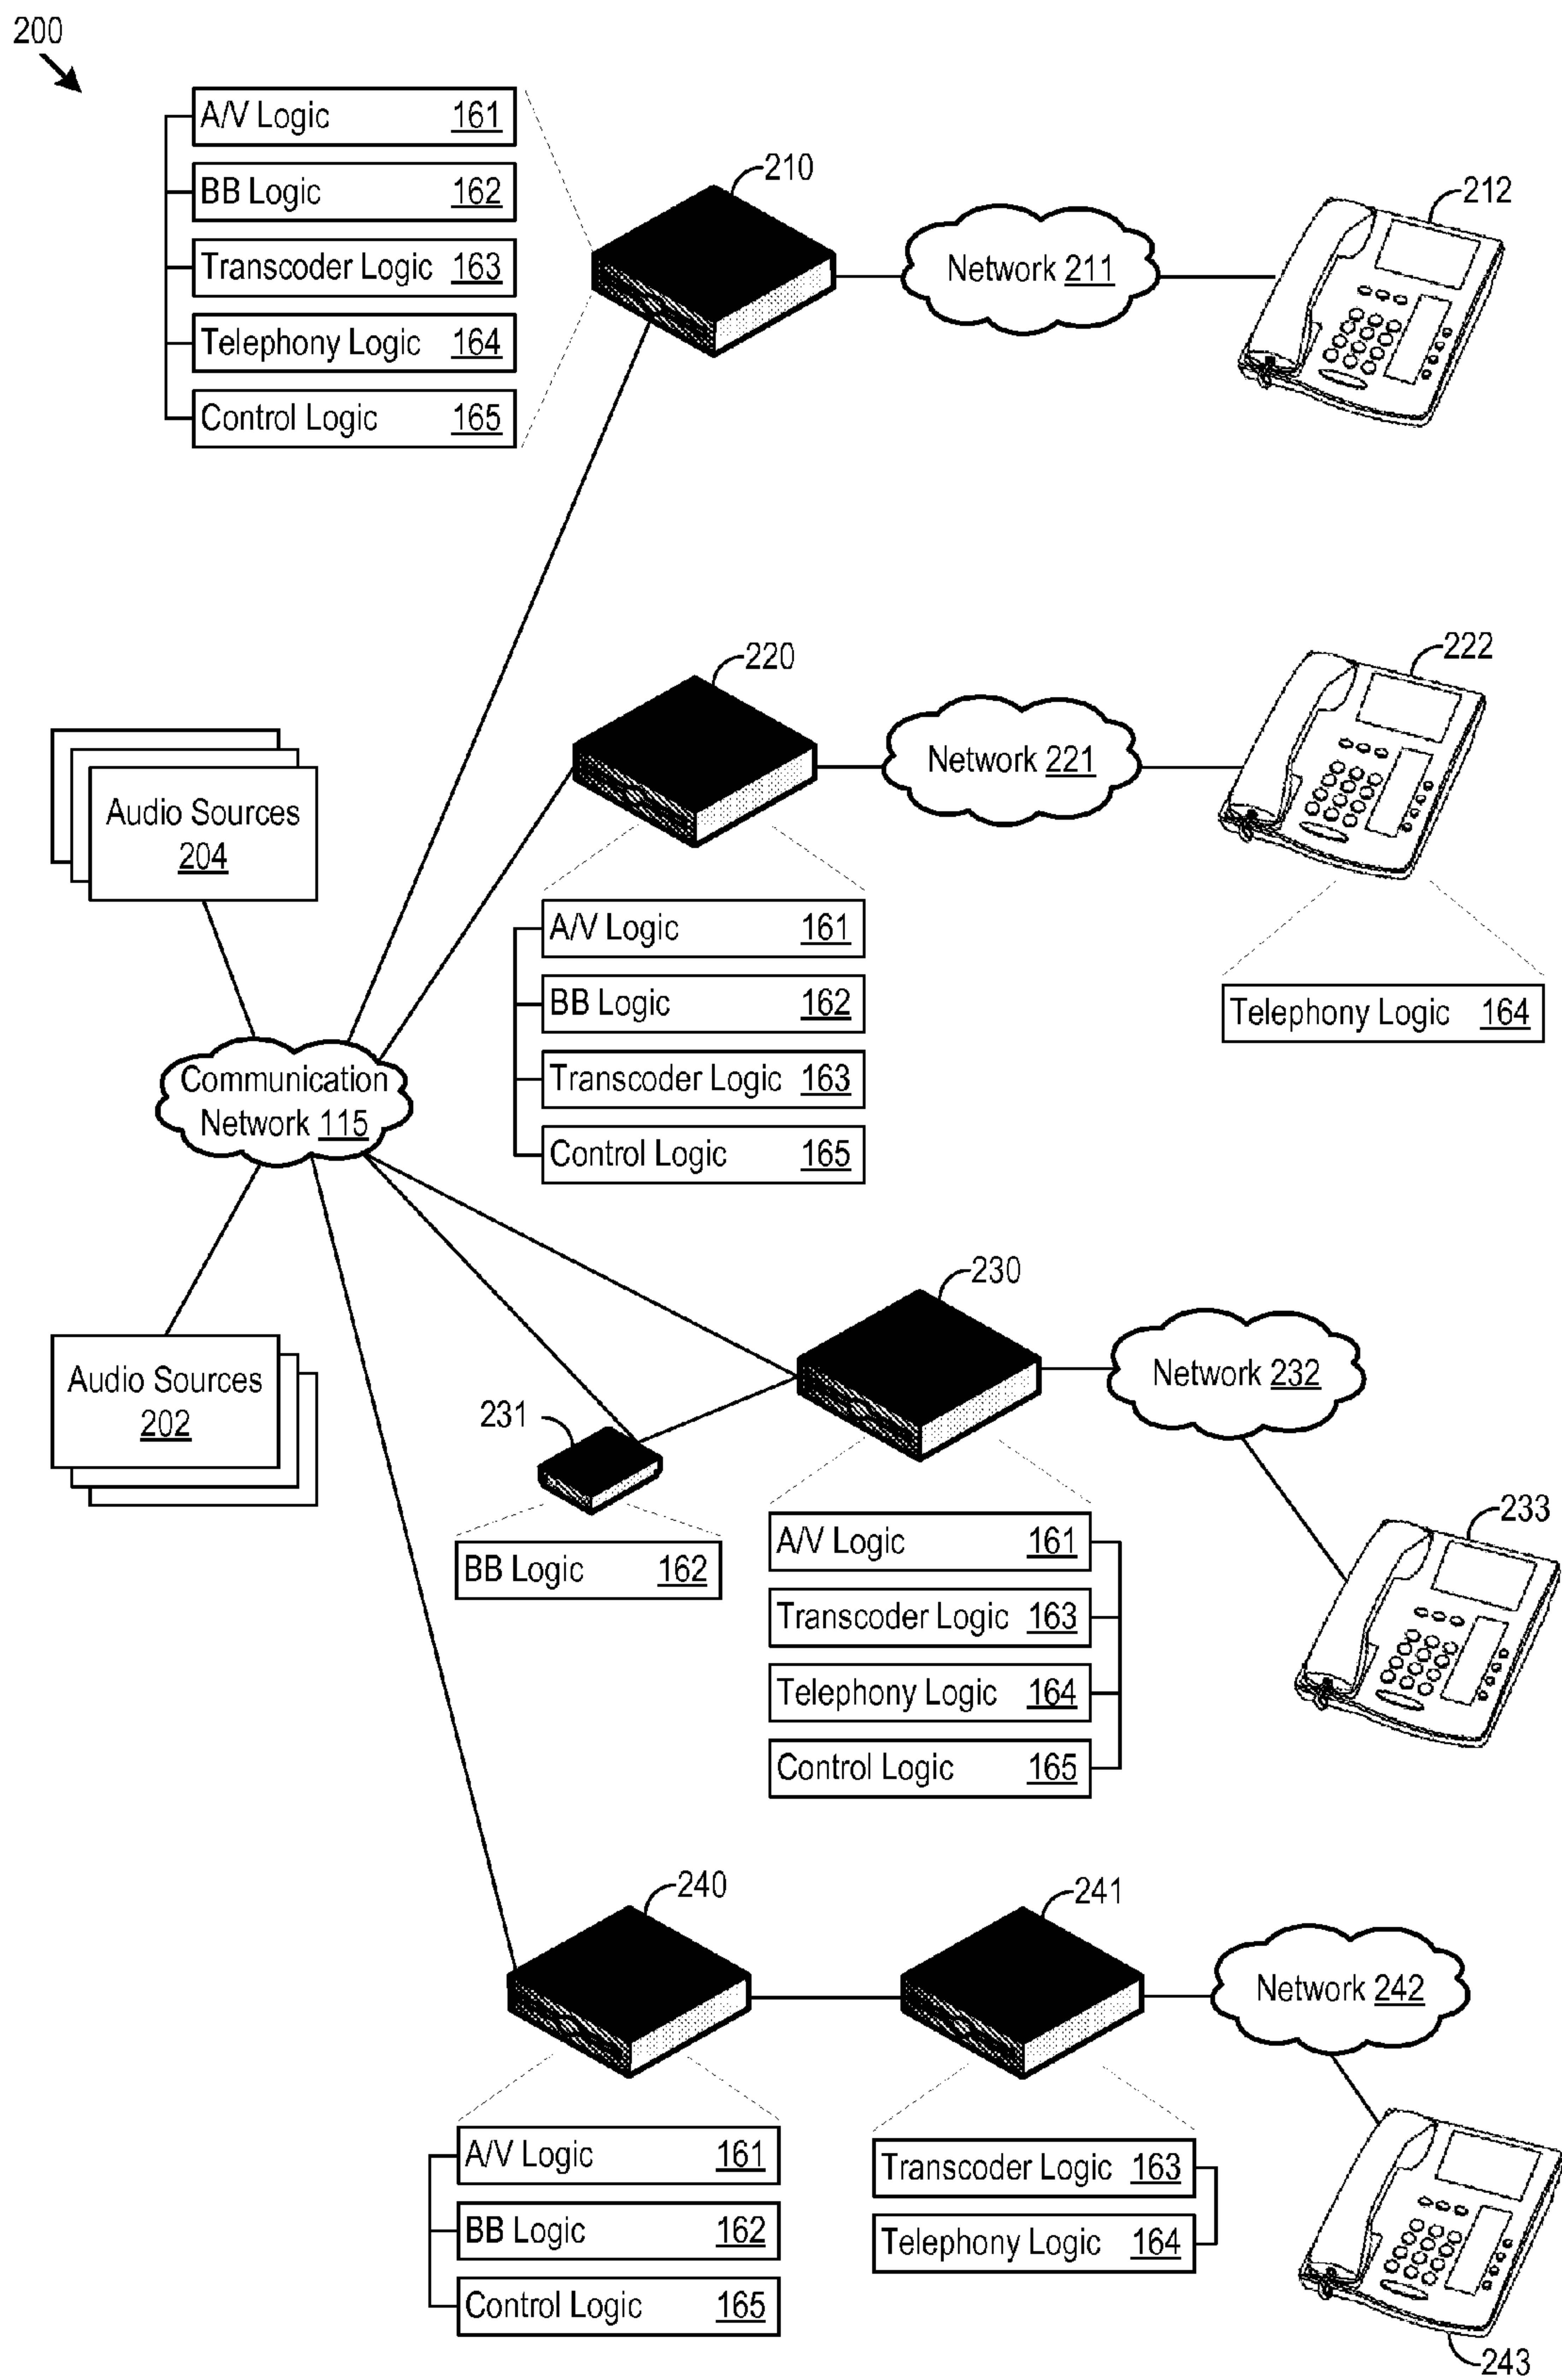 200
A/V Logic 161
BB Logic 162
Transcoder Logic 163
Telephony Logic 164
Control Logic 165
210
Network 211
212
220
Network 221
222
Audio Sources
204
A/V Logic 161
BB Logic 162
Transcoder Logic 163
Control Logic 165
Telephony Logic 164
Communication
Network 115
Audio Sources
202
230
Network 232
231
233
BB Logic 162
A/V Logic 161
Transcoder Logic 163
Telephony Logic 164
Control Logic 165
240
241
Network 242
A/V Logic 161
BB Logic 162
Control Logic 165
Transcoder Logic 163
Telephony Logic 164
243